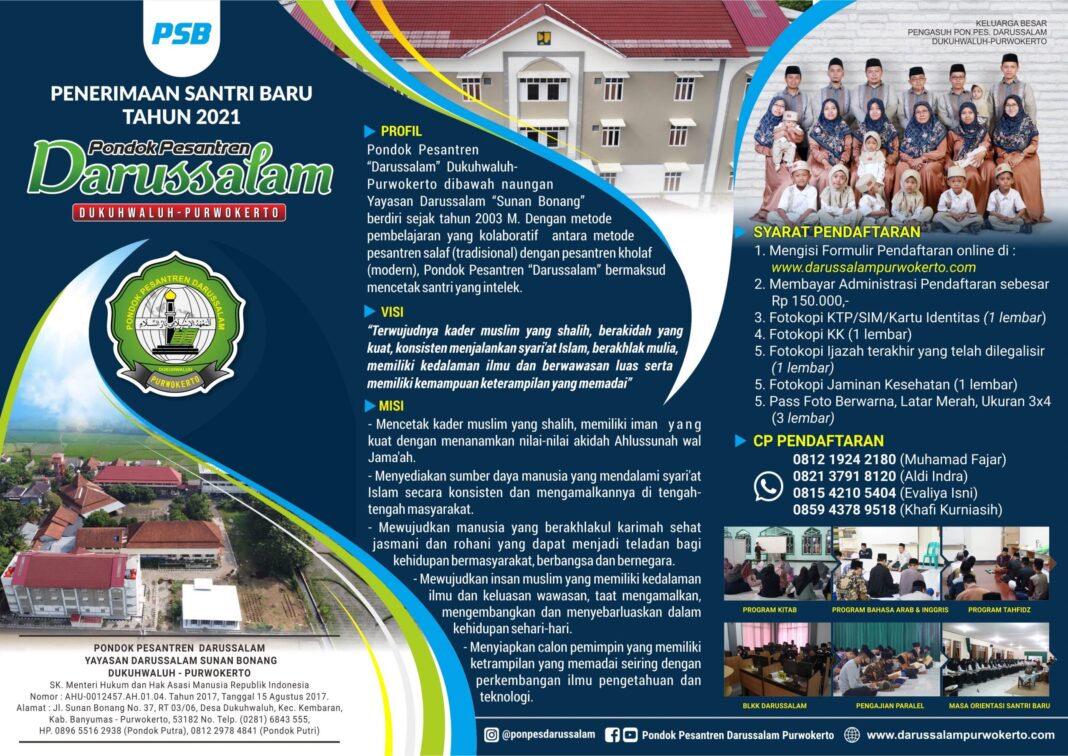 PSB
PENERIMAAN SANTRI BARU
TAHUN 2021
Pondok Pesantren
Darussalam
DUKUHWALUH-PURWOKERTO
PONDOK PESANTREN DARUSSALAM
DUKUHWALUH
PURWOKERTO
PONDOK PESANTREN DARUSSALAM
YAYASAN DARUSSALAM SUNAN BONANG
DUKUHWALUH - PURWOKERTO
SK. Menteri Hukum dan Hak Asasi Manusia Republik Indonesia
Nomor : AHU-0012457.AH.01.04. Tahun 2017, Tanggal 15 Agustus 2017.
Alamat : Jl. Sunan Bonang No. 37, RT 03/06, Desa Dukuhwaluh, Kec. Kembaran,
Kab. Banyumas - Purwokerto, 53182 No. Telp. (0281) 6843 555,
HP. 0896 5516 2938 (Pondok Putra), 0812 2978 4841 (Pondok Putri)
PROFIL
Pondok Pesantren
“Darussalam” Dukuhwaluh-
Purwokerto dibawah naungan
Yayasan Darussalam “Sunan Bonang”
berdiri sejak tahun 2003 M. Dengan metode
pembelajaran yang kolaboratif antara metode
pesantren salaf (tradisional) dengan pesantren kholaf
(modern), Pondok Pesantren “Darussalam” bermaksud
mencetak santri yang intelek.
VISI
“Terwujudnya kader muslim yang shalih, berakidah yang
kuat, konsisten menjalankan syari'at Islam, berakhlak mulia,
memiliki kedalaman ilmu dan berwawasan luas serta
memiliki kemampuan keterampilan yang memadai”
MISI
- Mencetak kader muslim yang shalih, memiliki iman yang
kuat dengan menanamkan nilai-nilai akidah Ahlussunah wal
Jama'ah.
- Menyediakan sumber daya manusia yang mendalami syari'at
Islam secara konsisten dan mengamalkannya di tengah-
tengah masyarakat.
- Mewujudkan manusia yang berakhlakul karimah sehat
jasmani dan rohani yang dapat menjadi teladan bagi
kehidupan bermasyarakat, berbangsa dan bernegara.
- Mewujudkan insan muslim yang memiliki kedalaman
ilmu dan keluasan wawasan, taat mengamalkan,
mengembangkan dan menyebarluaskan dalam
kehidupan sehari-hari.
- Menyiapkan calon pemimpin yang memiliki
ketrampilan yang memadai seiring dengan
perkembangan ilmu pengetahuan dan
teknologi.
KELUARGA BESAR
PENGASUH PON.PES. DARUSSALAM
DUKUHWALUH-PURWOKERTO
SYARAT PENDAFTARAN
1. Mengisi Formulir Pendaftaran online di :
www.darussalampurwokerto.com
2. Membayar Administrasi Pendaftaran sebesar
Rp 150.000,-
3. Fotokopi KTP/SIM/Kartu Identitas (1 lembar)
4. Fotokopi KK (1 lembar)
5. Fotokopi Ijazah terakhir yang telah dilegalisir
(1 lembar)
5. Fotokopi Jaminan Kesehatan (1 lembar)
5. Pass Foto Berwarna, Latar Merah, Ukuran 3x4
(3 lembar)
CP PENDAFTARAN
0812 1924 2180 (Muhamad Fajar)
0821 3791 8120 (Aldi Indra)
0815 4210 5404 (Evaliya Isni)
0859 4378 9518 (Khafi Kurniasih)
PROGRAM KITAB
PROGRAM BAHASA ARAB & INGGRIS
PROGRAM TAHFIDZ
BLKK DARUSSALAM
PENGAJIAN PARALEL
MASA ORIENTASI SANTRI BARU
@ponpesdarussalam
Pondok Pesantren Darussalam Purwokerto
www.darussalampurwokerto.com